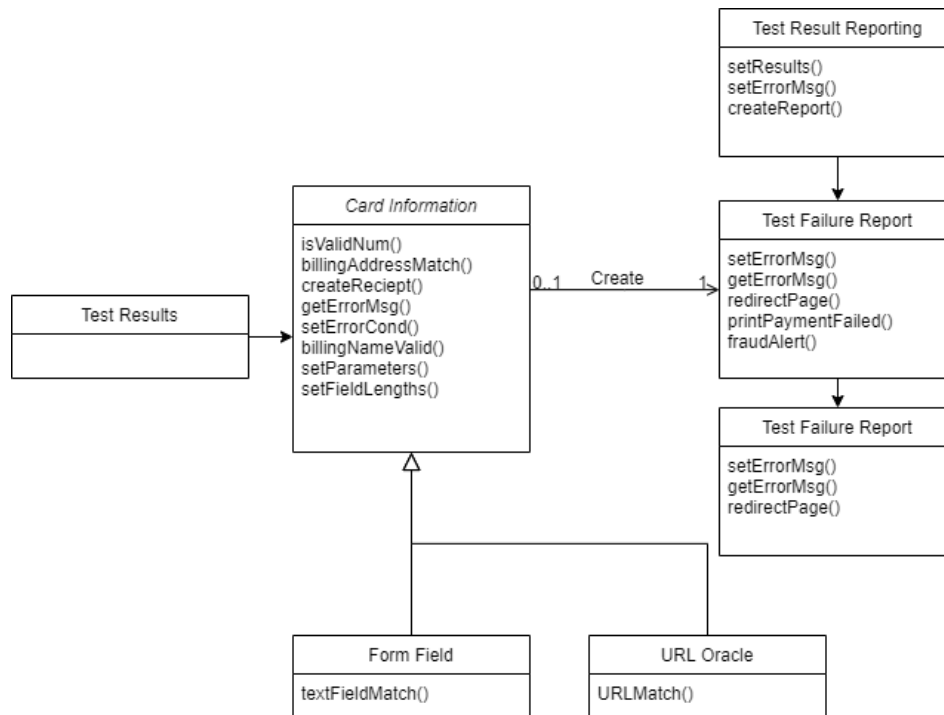 Test Result Reporting
setResults()
setErrorMsg()
createReport()
Card Information
isValidNum()
billingAddressMatch()
createReciept()
getErrorMsg()
setErrorCond()
billingNameValid()
setParameters()
setFieldLengths()
0..1
Create
1
Test Failure Report
setErrorMsg()
getErrorMsg()
redirectPage()
printPaymentFailed()
fraudAlert()
Test Results
Test Failure Report
setErrorMsg()
getErrorMsg()
redirectPage()
Form Field
textFieldMatch()
URL Oracle
URLMatch()